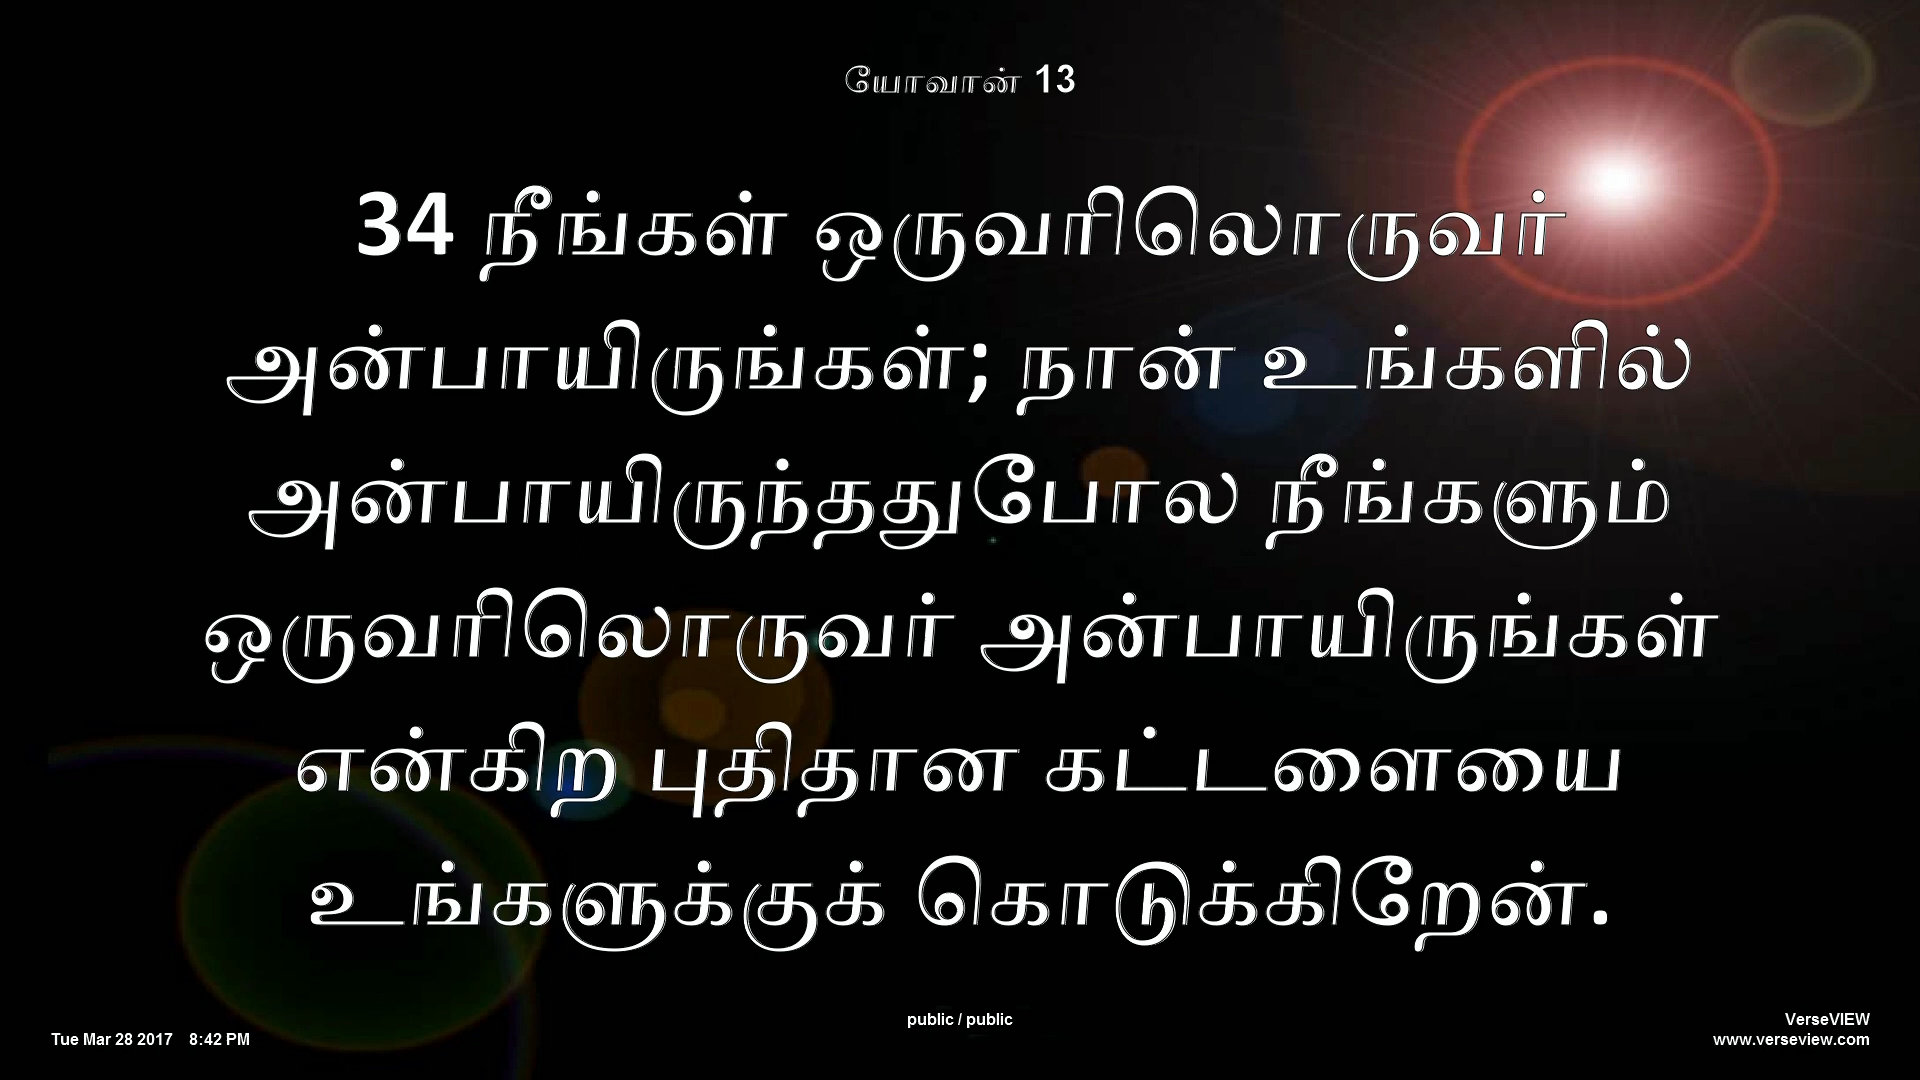 யோவான் 13
34 நீங்கள் ஒருவரிலொருவர்
அன்பாயிருங்கள்; நான் உங்களில்
அன்பாயிருந்ததுபோல நீங்களும்
ஒருவரிலொருவர் அன்பாயிருங்கள்
என்கிற புதிதான கட்டளையை
உங்களுக்குக் கொடுக்கிறேன்.
public / public
VerseVIEW
Tue Mar 28 2017 8:42 PM
www.verseview.com